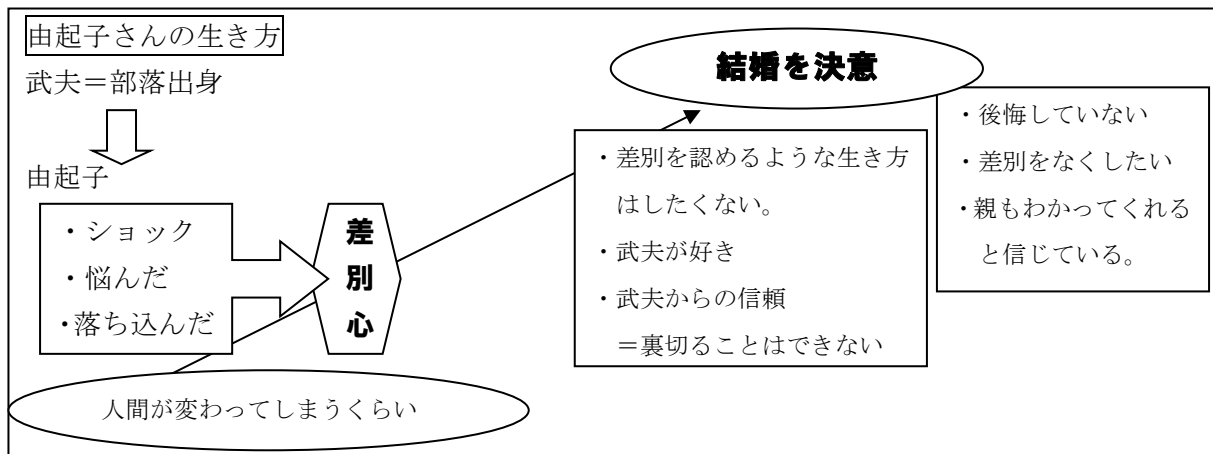 由起子さんの生き方
武夫＝部落出身
由起子
・ショック
・悩んだ
・落ち込んだ
差別心
人間が変わってしまうくらい
結婚を決意
・差別を認めるような生き方
はしたくない。
・武夫が好き
・武夫からの信頼
＝裏切ることはできない
・後悔していない
・差別をなくしたい
・親もわかってくれる
と信じている。